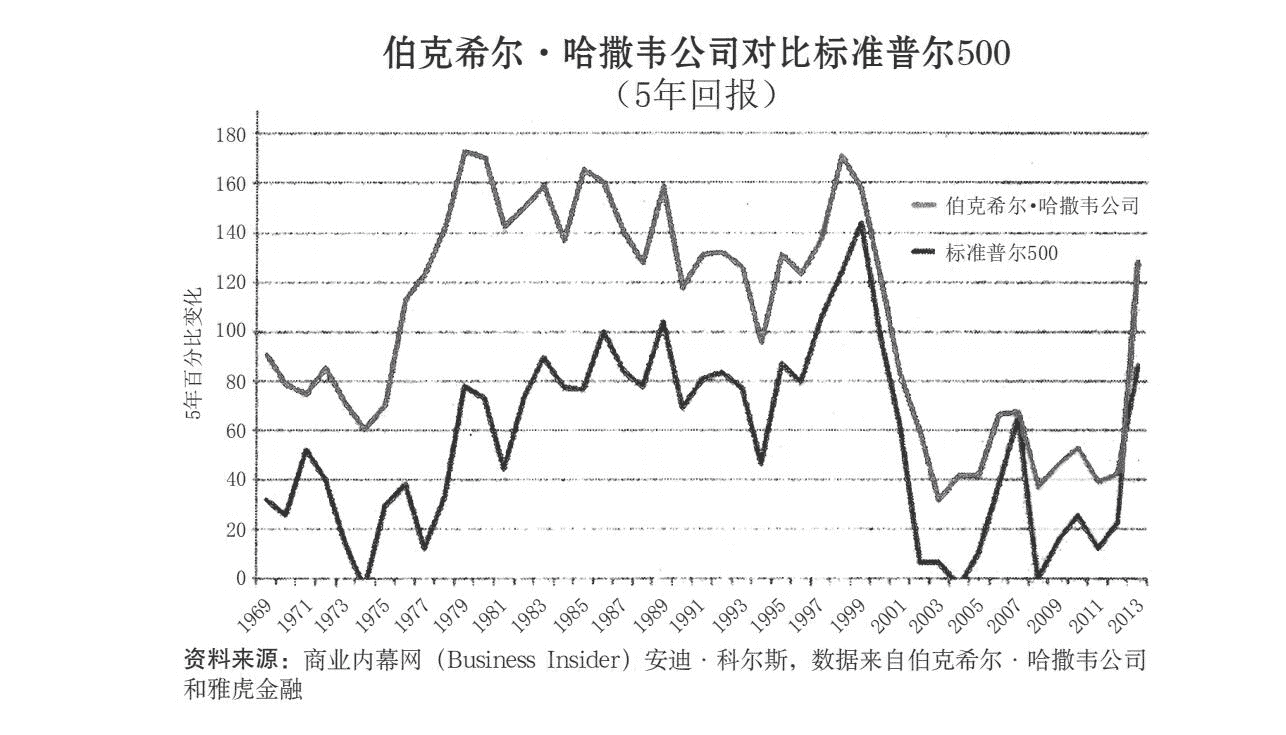 伯克希尔·哈撒韦公司对比标准普尔500
（5年回报）
180
160
140
120
100
80
60
40
20
0
5年百分比变化
伯克希尔·哈撒韦公司
标准普尔500
1969 1971 1973 1975 1977 1979 1981 1983 1985 1987 1989 1991 1993 1995 1997 1999 2001 2003 2005 2007 2009 2011 2013
资料来源：商业内幕网（Business Insider）安迪·科尔斯，数据来自伯克希尔·哈撒韦公司
和雅虎金融